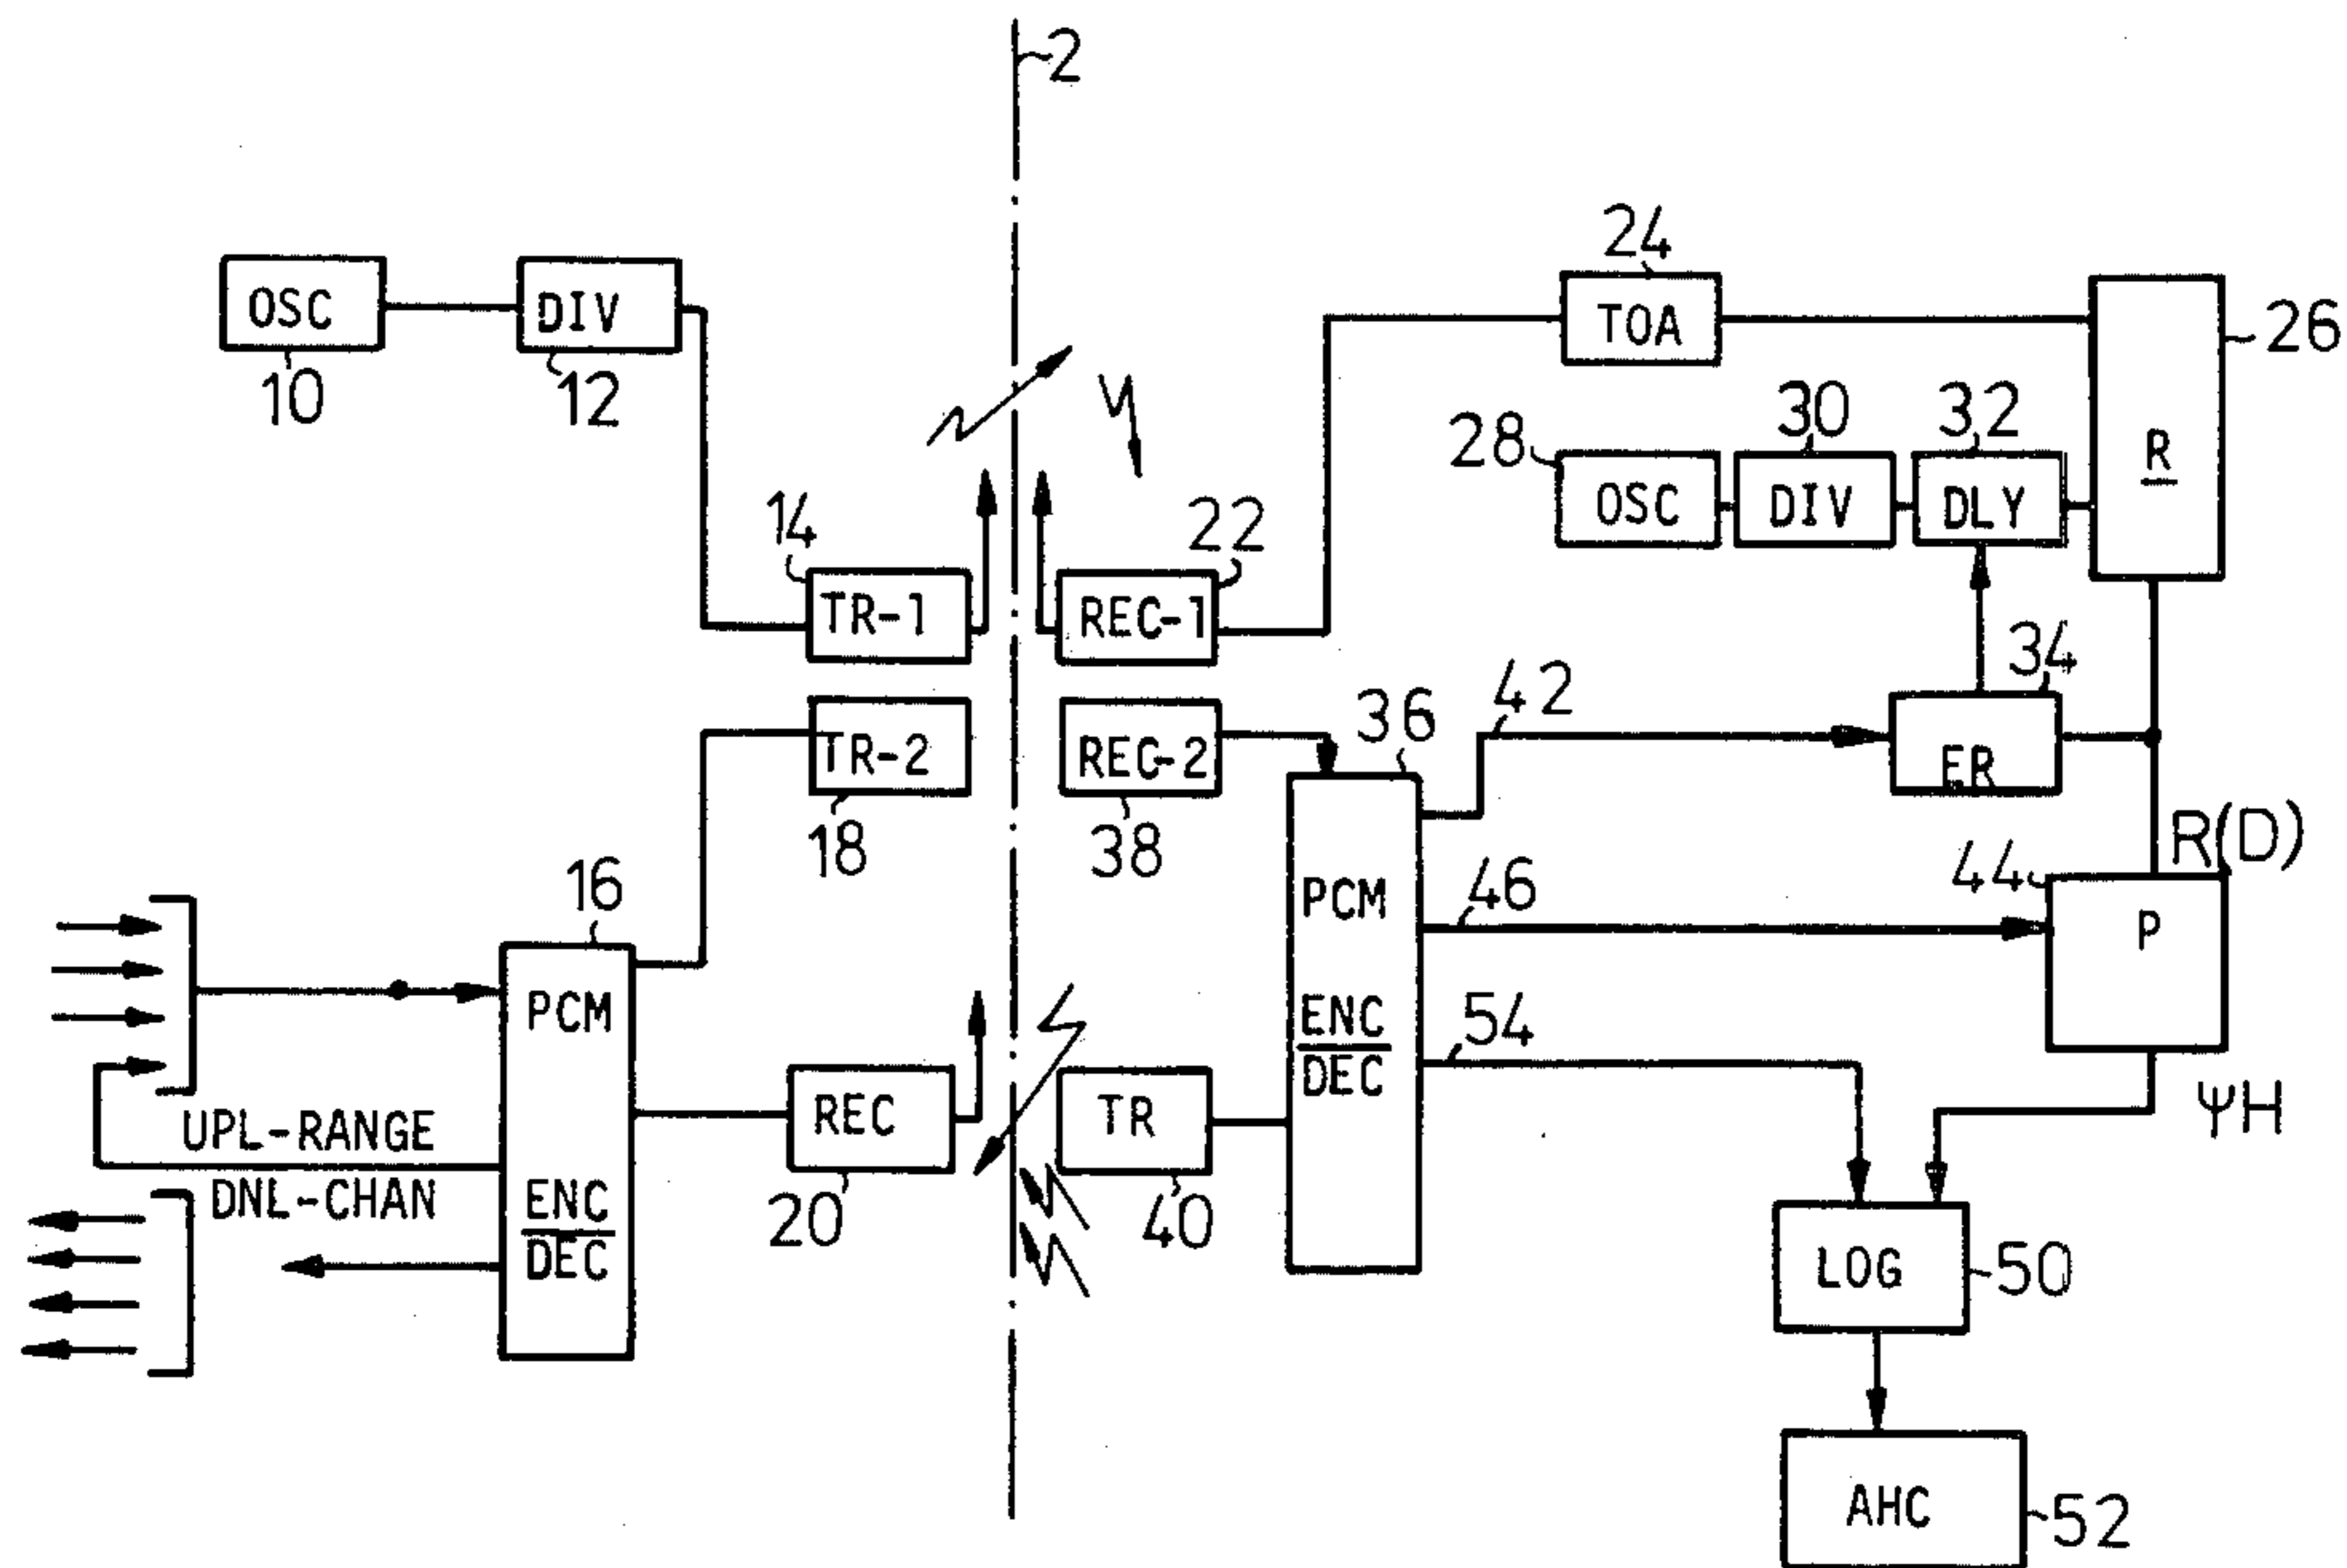 2
OSC
10
DIV
12
24
TOA
26
R
28
OSC
30
DIV
32
DLY
14
TR-1
22
REC-1
34
ER
42
TR-2
18
REC-2
38
36
PCM
ENC
DEC
R(D)
44
P
46
54
16
PCM
ENC
DEC
UPL-RANGE
DNL-CHAN
REC
20
TR
40
ΨH
LOG
50
AHC
52